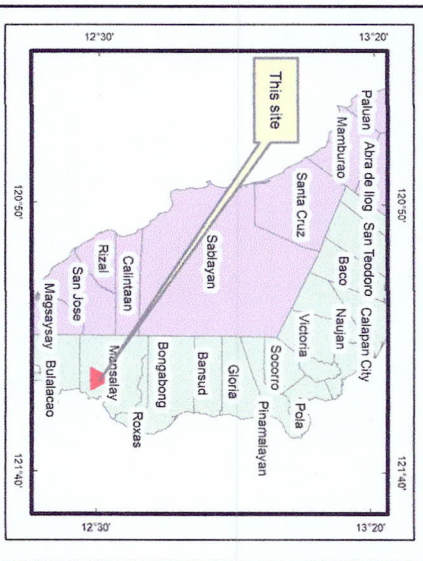 120°50'
121°40'
13°20'
13°20'
Paluan
Abra de Ilog
Mamburao
San Teodoro
Calapan City
Baco
Naujan
Santa Cruz
Victoria
Socorro
Pola
Pinamalayan
This site
Sablayan
Gloria
Bansud
Bongabong
Roxas
Calintaan
Rizal
Mansalay
San Jose
Magsaysay
Bulalacao
12°30'
12°30'
120°50'
121°40'